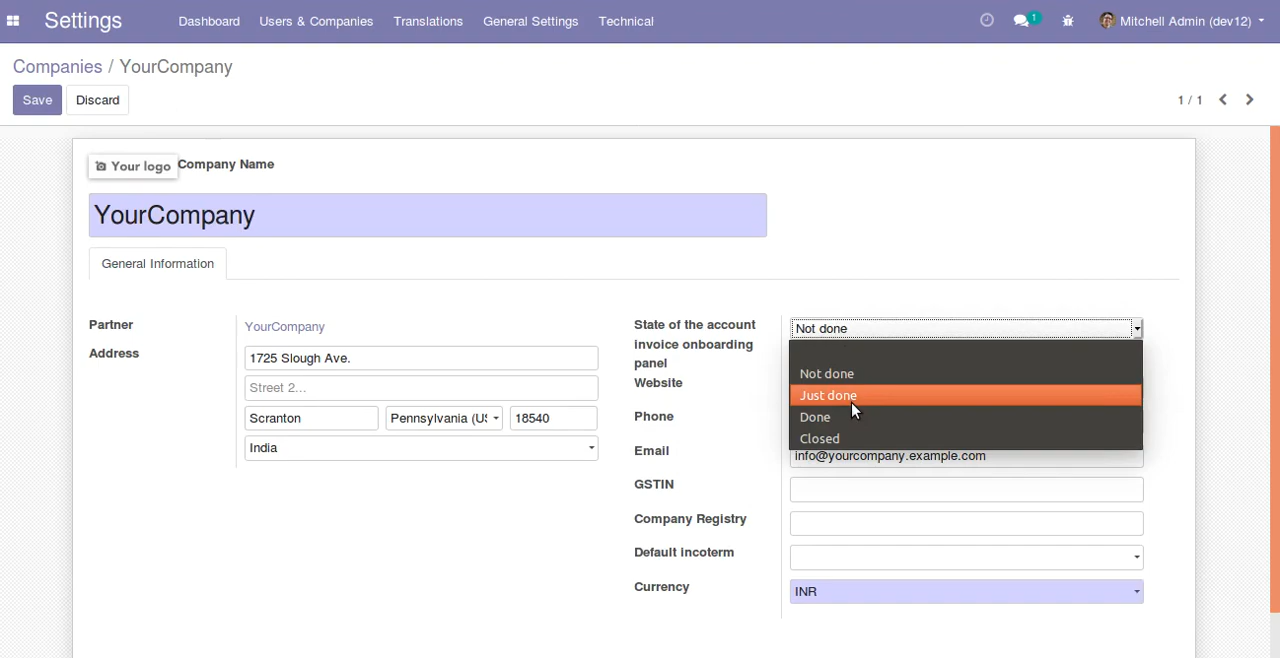 Settings Dashboard Users & Companies Translations General Settings Technical 1 Mitchell Admin (dev12)
Companies / YourCompany
Save Discard 1 / 1
Your logo Company Name
YourCompany
General Information
Partner YourCompany
Address 1725 Slough Ave.
Street 2...
Scranton Pennsylvania (US 18540
India
State of the account
invoice onboarding
panel
Not done
Not done
Just done
Done
Closed
Website
Phone
Email info@yourcompany.example.com
GSTIN
Company Registry
Default incoterm
Currency INR